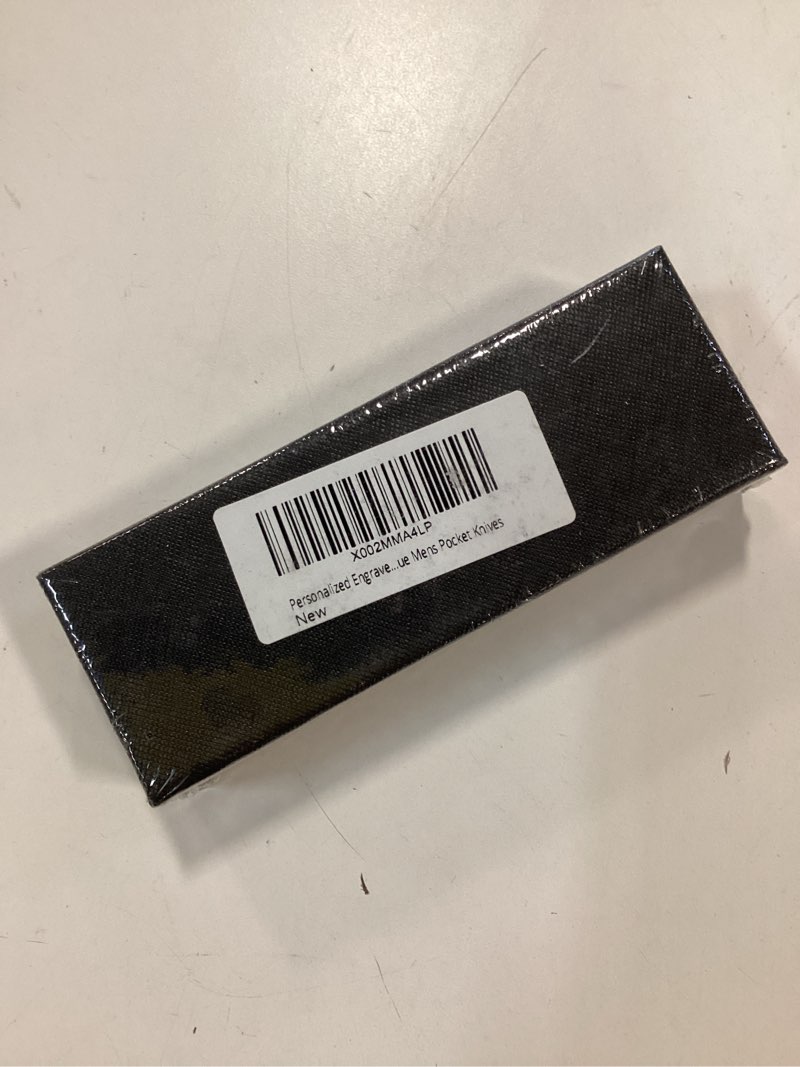 X002MMA4LP
Personalized Engrave...ue Mens Pocket Knives
New